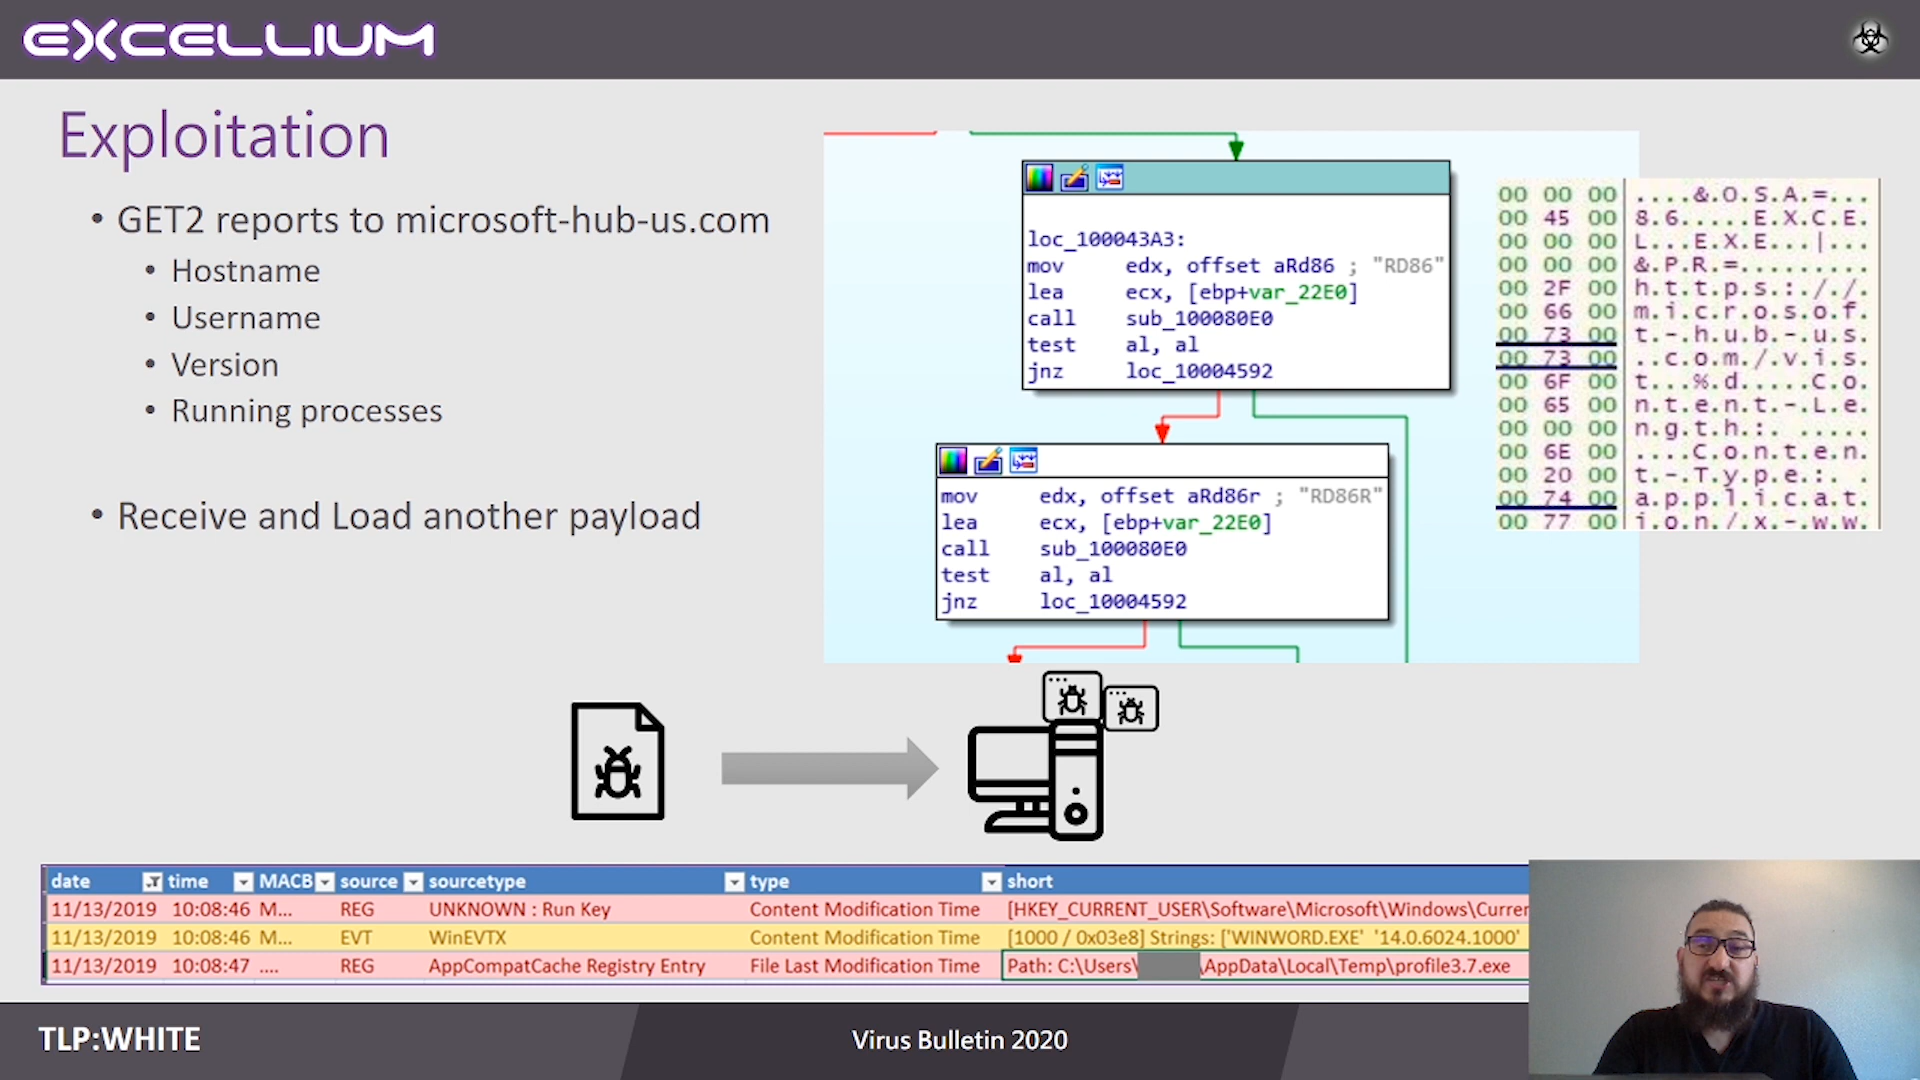 EXCELLIUM
Exploitation
• GET2 reports to microsoft-hub-us.com
• Hostname
• Username
• Version
• Running processes
• Receive and Load another payload
loc_100043A3:
mov edx, offset aRd86 ; "RD86"
lea ecx, [ebp+var_22E0]
call sub_100080E0
test al, al
jnz loc_10004592
mov edx, offset aRd86r ; "RD86R"
lea ecx, [ebp+var_22E0]
call sub_100080E0
test al, al
jnz loc_10004592
00 00 00 ....&.O.S.A.=...
00 45 00 8.6.....E.X.C.E.
00 00 00 L...E.X.E...|...
00 00 00 &.P.R.=.........
00 2F 00 h.t.t.p.s.:././.
00 66 00 m.i.c.r.o.s.o.f.
00 73 00 t.-.h.u.b.-.u.s.
00 73 00 ..c.o.m./.v.i.s.
00 6F 00 t...%.d.....C.o.
00 65 00 n.t.e.n.t.-.L.e.
00 00 00 n.g.t.h.:. .....
00 6E 00 ....C.o.n.t.e.n.
00 20 00 t.-.T.y.p.e.:. .
00 74 00 a.p.p.l.i.c.a.t.
00 77 00 i.o.n./.x.-.w.w.
date time MACB source sourcetype type short
11/13/2019 10:08:46 M... REG UNKNOWN : Run Key Content Modification Time [HKEY_CURRENT_USER\Software\Microsoft\Windows\Curren
11/13/2019 10:08:46 M... EVT WinEVTX Content Modification Time [1000 / 0x03e8] Strings: ['WINWORD.EXE' '14.0.6024.1000'
11/13/2019 10:08:47 .... REG AppCompatCache Registry Entry File Last Modification Time Path: C:\Users\ \AppData\Local\Temp\profile3.7.exe
TLP:WHITE
Virus Bulletin 2020